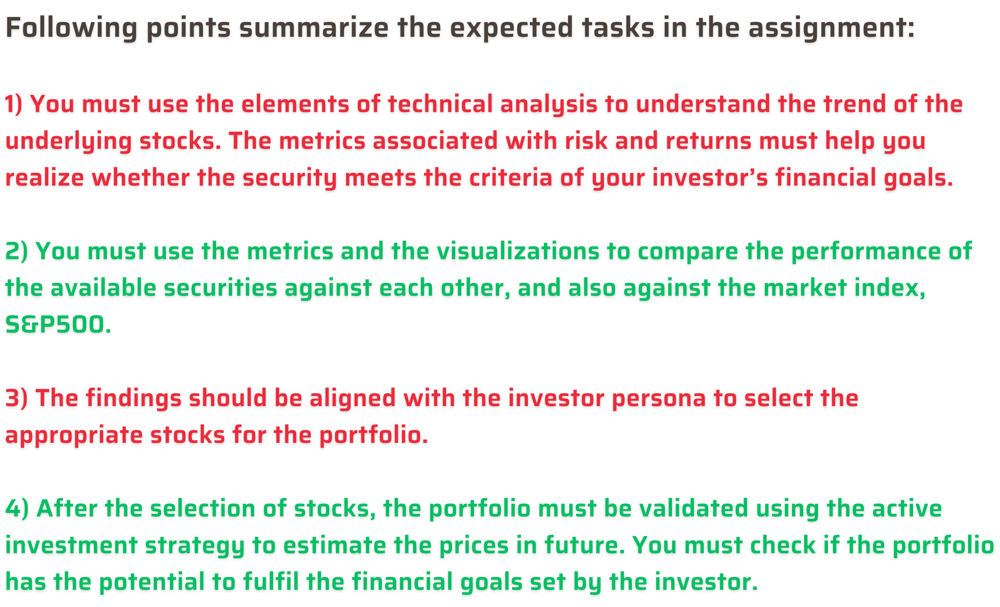 Following points summarize the expected tasks in the assignment:
1) You must use the elements of technical analysis to understand the trend of the
underlying stocks. The metrics associated with risk and returns must help you
realize whether the security meets the criteria of your investor’s financial goals.
2) You must use the metrics and the visualizations to compare the performance of
the available securities against each other, and also against the market index,
S&P500.
3) The findings should be aligned with the investor persona to select the
appropriate stocks for the portfolio.
4) After the selection of stocks, the portfolio must be validated using the active
investment strategy to estimate the prices in future. You must check if the portfolio
has the potential to fulfil the financial goals set by the investor.